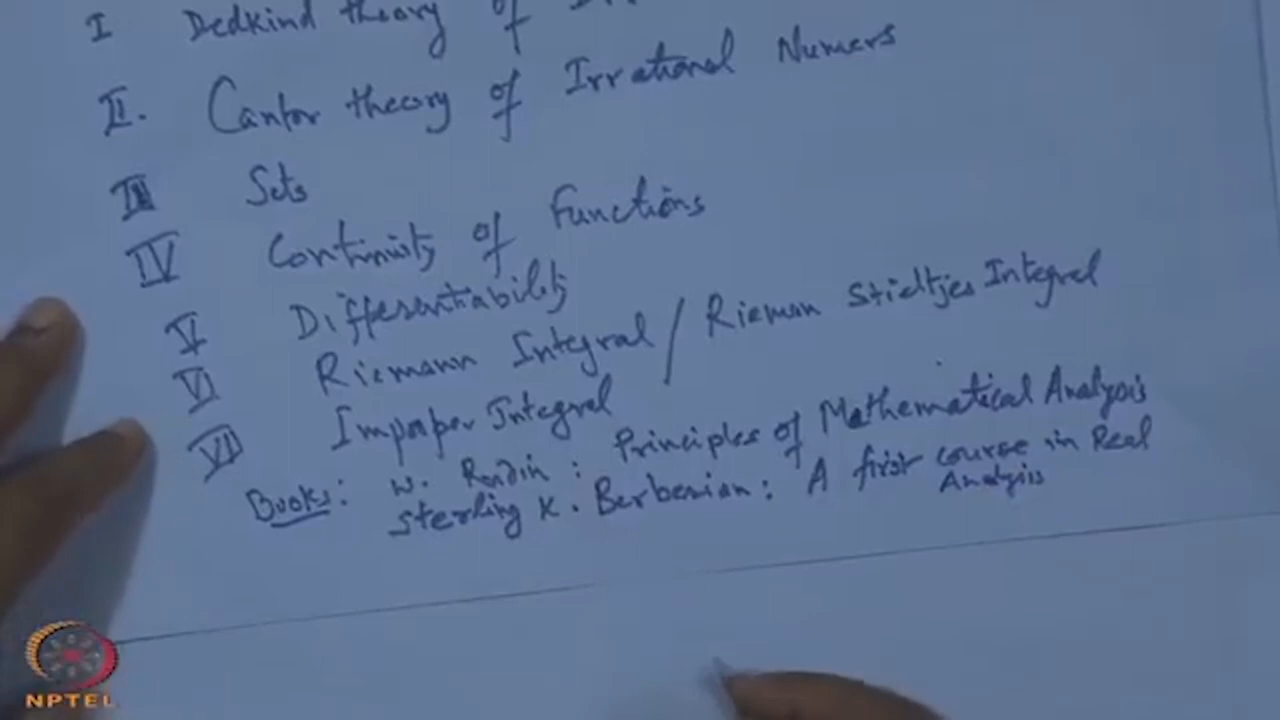 I Dedkind theory of
II. Cantor theory of Irrational Numers
III Sets
IV Continuity of Functions
V Differentiability
VI Riemann Integral / Rieman Stieltjes Integral
VII Improper Integral
Books: W. Rudin : Principles of Mathematical Analysis
Sterling K. Berberian : A first course in Real
Analysis
NPTEL